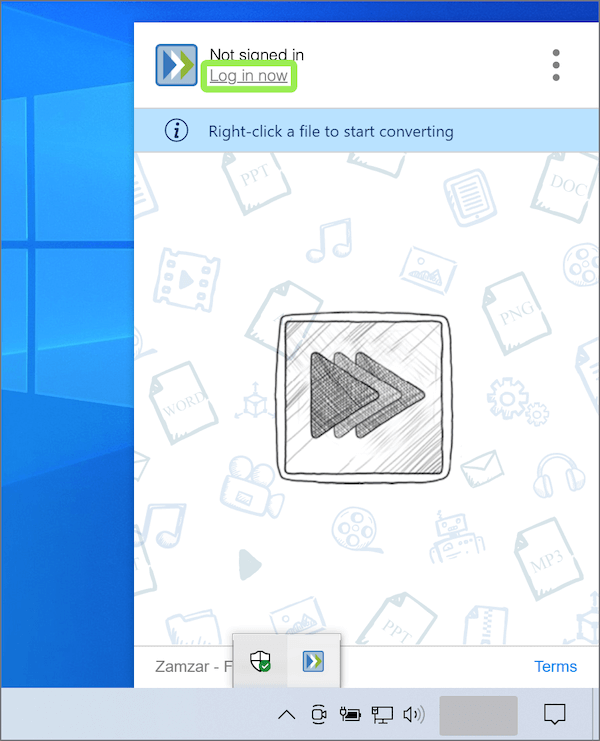 Not signed in
Log in now
Right-click a file to start converting
PPT
DOC
PNG
WORD
MP3
PPT
Zamzar - F
Terms